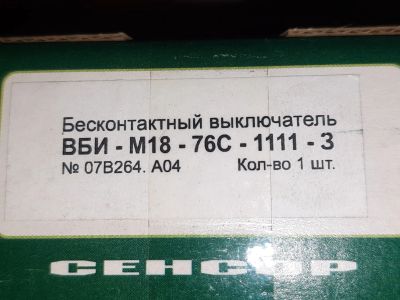 Бесконтактный выключатель
ВБИ - М18 - 76С - 1111 - З
№ 07В264. А04 Кол-во 1 шт.
СЕНСОР